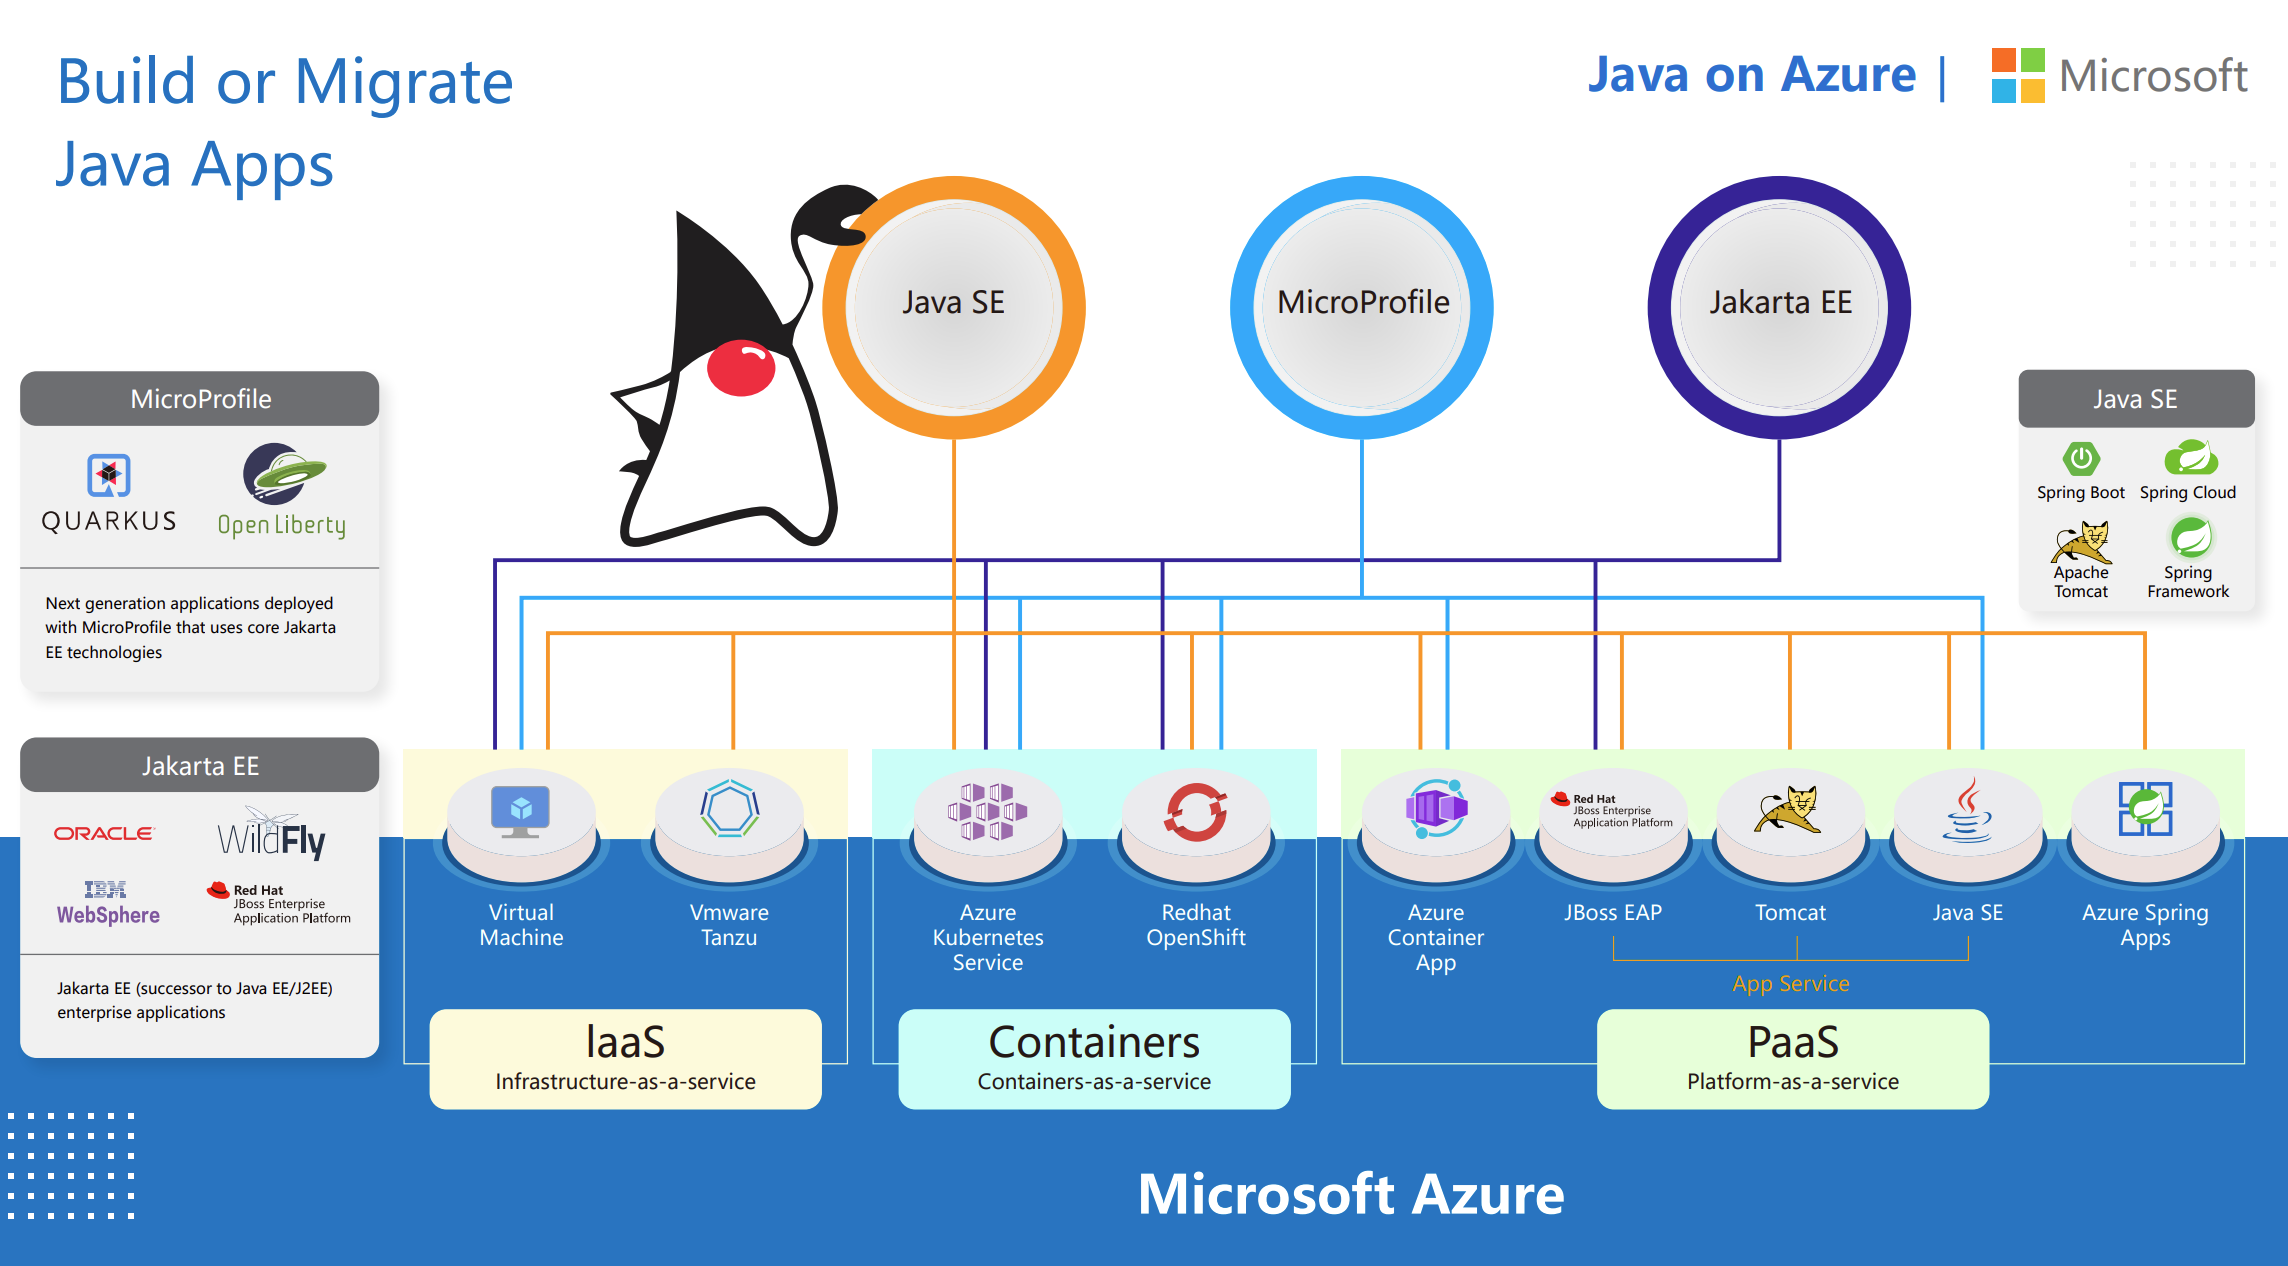 Build or Migrate
Java Apps
Java on Azure |
Microsoft
Java SE
MicroProfile
Jakarta EE
MicroProfile
QUARKUS
Open Liberty
Next generation applications deployed
with MicroProfile that uses core Jakarta
EE technologies
Java SE
Spring Boot
Spring Cloud
Apache
Tomcat
Spring
Framework
Jakarta EE
ORACLE
WildFly
IBM
WebSphere
Red Hat
JBoss Enterprise
Application Platform
Jakarta EE (successor to Java EE/J2EE)
enterprise applications
Red Hat
JBoss Enterprise
Application Platform
Virtual
Machine
Vmware
Tanzu
Azure
Kubernetes
Service
Redhat
OpenShift
Azure
Container
App
JBoss EAP
Tomcat
Java SE
Azure Spring
Apps
App Service
IaaS
Infrastructure-as-a-service
Containers
Containers-as-a-service
PaaS
Platform-as-a-service
Microsoft Azure